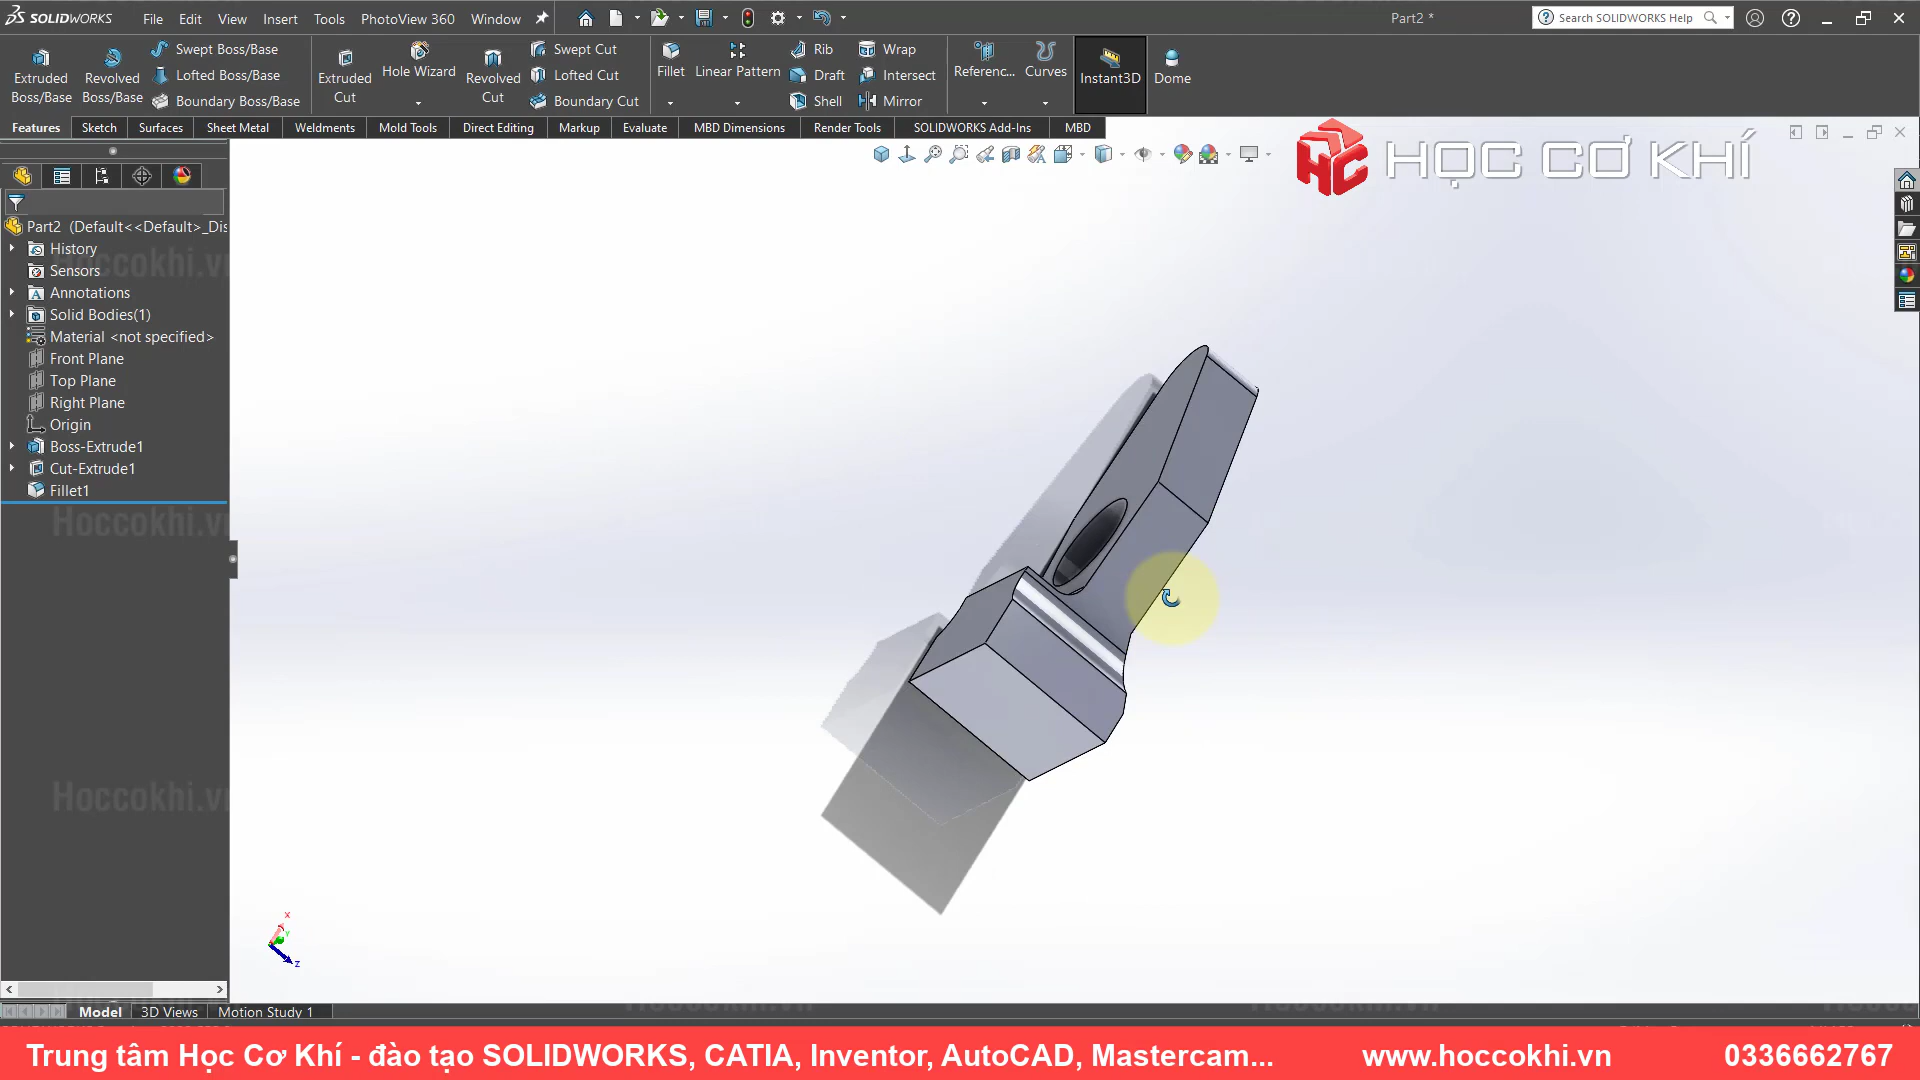 SOLIDWORKS File Edit View Insert Tools PhotoView 360 Window Part2 * Search SOLIDWORKS Help
Extruded Boss/Base
Revolved Boss/Base
Swept Boss/Base
Lofted Boss/Base
Boundary Boss/Base
Extruded Cut
Hole Wizard
Revolved Cut
Swept Cut
Lofted Cut
Boundary Cut
Fillet
Linear Pattern
Rib
Draft
Shell
Wrap
Intersect
Mirror
Referenc...
Curves
Instant3D
Dome
Features Sketch Surfaces Sheet Metal Weldments Mold Tools Direct Editing Markup Evaluate MBD Dimensions Render Tools SOLIDWORKS Add-Ins MBD
HC HỌC CƠ KHÍ
Part2 (Default<<Default>_Dis
History
Sensors
Annotations
Solid Bodies(1)
Material <not specified>
Front Plane
Top Plane
Right Plane
Origin
Boss-Extrude1
Cut-Extrude1
Fillet1
Hoccokhi.vn
Hoccokhi.vn
Hoccokhi.vn
X
Y
Z
Model 3D Views Motion Study 1
Trung tâm Học Cơ Khí - đào tạo SOLIDWORKS, CATIA, Inventor, AutoCAD, Mastercam... www.hoccokhi.vn 0336662767